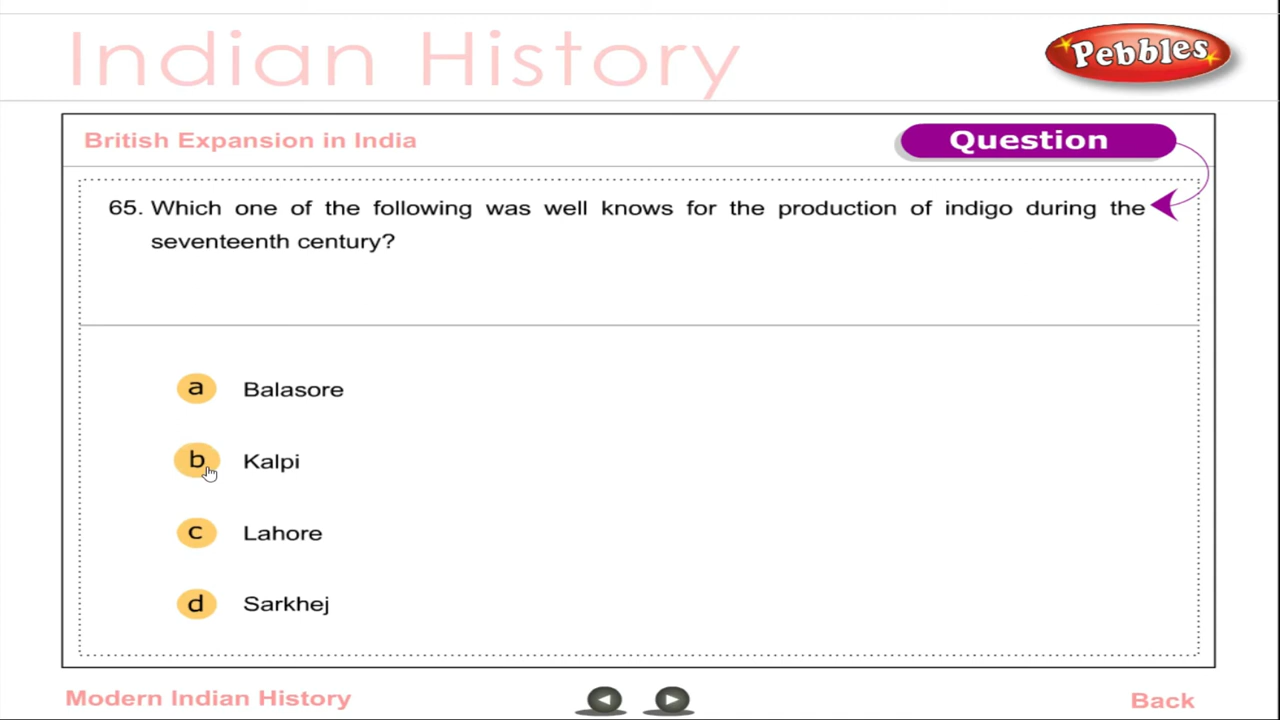 Indian History
Pebbles
British Expansion in India
Question
65. Which one of the following was well knows for the production of indigo during the
seventeenth century?
a Balasore
b Kalpi
c Lahore
d Sarkhej
Modern Indian History
Back